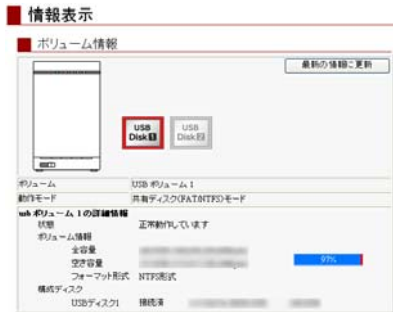 情報表示
ボリューム情報
最新の情報に更新
USB Disk1
USB Disk2
ボリューム
USB ボリューム 1
動作モード
共有ディスク(FAT/NTFS)モード
usb ボリューム 1の詳細情報
状態
正常動作しています
ボリューム情報
全容量
空き容量
97%
フォーマット形式 NTFS形式
構成ディスク
USBディスク1 接続済